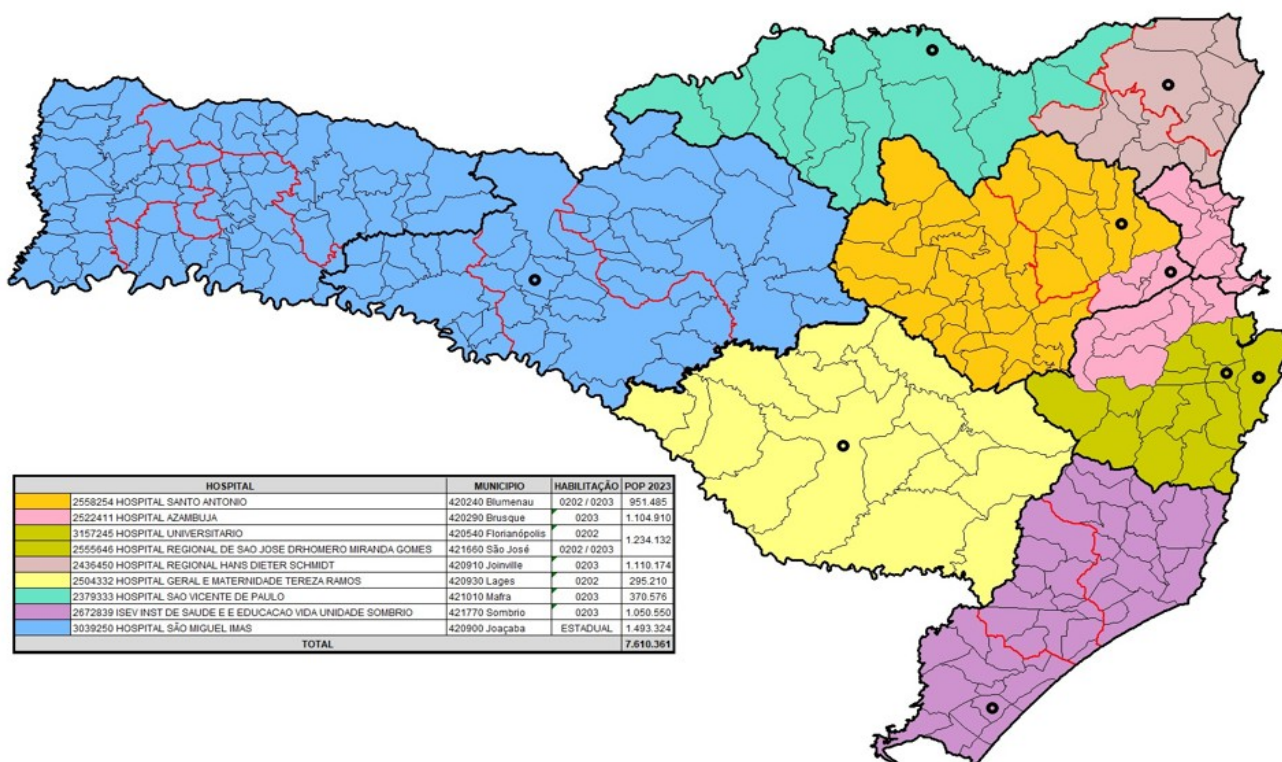 HOSPITAL MUNICIPIO HABILITAÇÃO POP 2023
2558254 HOSPITAL SANTO ANTONIO 420240 Blumenau 0202 / 0203 951.485
2522411 HOSPITAL AZAMBUJA 420290 Brusque 0203 1.104.910
3157245 HOSPITAL UNIVERSITARIO 420540 Florianópolis 0202 1.234.132
2555646 HOSPITAL REGIONAL DE SAO JOSE DRHOMERO MIRANDA GOMES 421660 São José 0202 / 0203
2436450 HOSPITAL REGIONAL HANS DIETER SCHMIDT 420910 Joinville 0203 1.110.174
2504332 HOSPITAL GERAL E MATERNIDADE TEREZA RAMOS 420930 Lages 0202 295.210
2379333 HOSPITAL SAO VICENTE DE PAULO 421010 Mafra 0203 370.576
2672839 ISEV INST DE SAUDE E E EDUCACAO VIDA UNIDADE SOMBRIO 421770 Sombrio 0203 1.050.550
3039250 HOSPITAL SÃO MIGUEL IMAS 420900 Joaçaba ESTADUAL 1.493.324
TOTAL 7.610.361